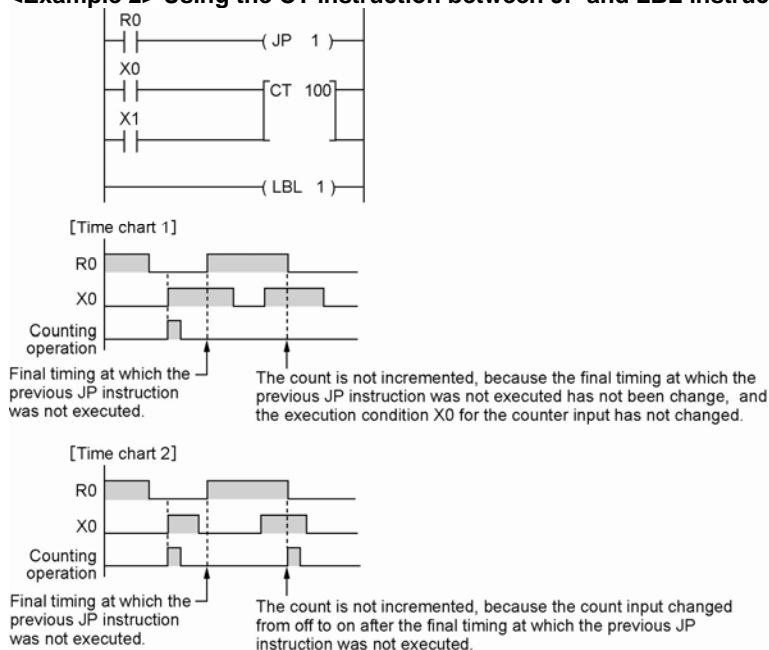 <Example 2> Using the CT instruction between JP and LBL instruc
R0
( JP 1 )
X0
CT 100
X1
( LBL 1 )
[Time chart 1]
R0
X0
Counting
operation
Final timing at which the
previous JP instruction
was not executed.
The count is not incremented, because the final timing at which the
previous JP instruction was not executed has not been change, and
the execution condition X0 for the counter input has not changed.
[Time chart 2]
R0
X0
Counting
operation
Final timing at which the
previous JP instruction
was not executed.
The count is not incremented, because the count input changed
from off to on after the final timing at which the previous JP
instruction was not executed.